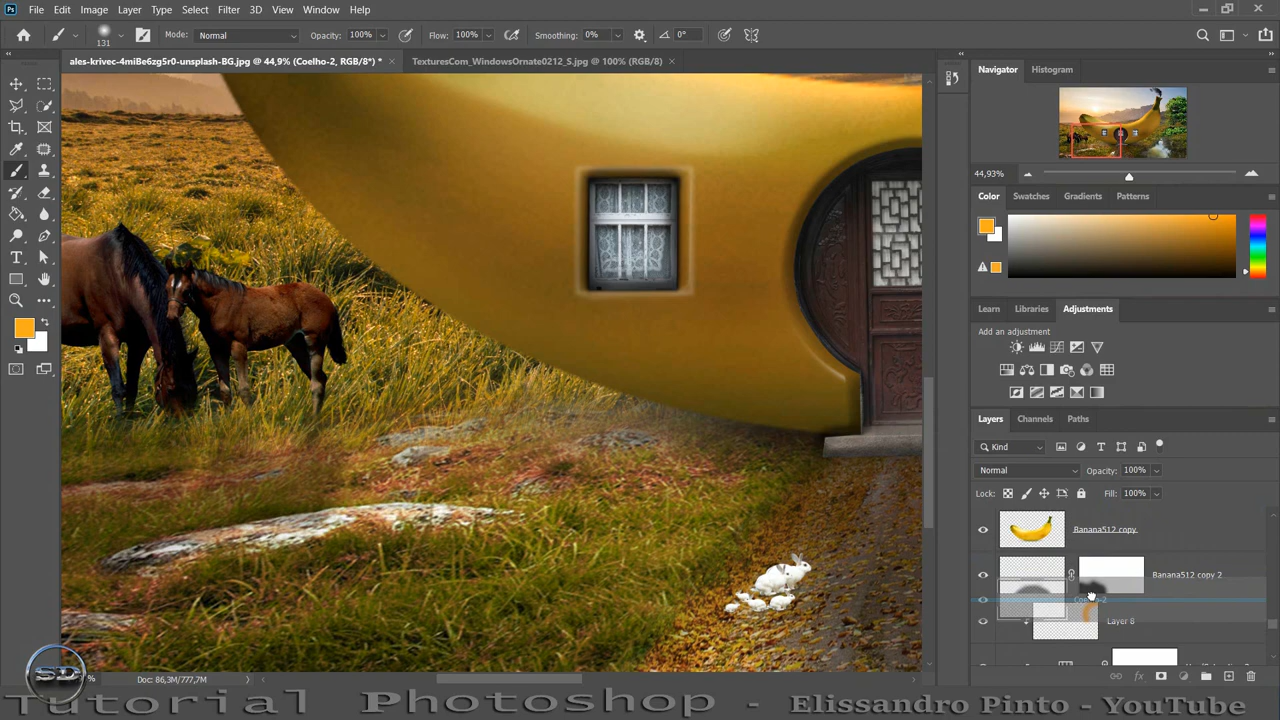 Ps File Edit Image Layer Type Select Filter 3D View Window Help
131 Mode: Normal Opacity: 100% Flow: 100% Smoothing: 0% 0°
ales-krivec-4miBe6zg5r0-unsplash-BG.jpg @ 44,9% (Coelho-2, RGB/8*) * × TexturesCom_WindowsOrnate0212_S.jpg @ 100% (RGB/8) ×
Navigator Histogram
44,93%
Color Swatches Gradients Patterns
Learn Libraries Adjustments
Add an adjustment
Layers Channels Paths
Kind
Normal Opacity: 100%
Lock: Fill: 100%
Banana512 copy
Banana512 copy 2
Layer 8
SD % Doc: 86,3M/777,7M
Tutorial Photoshop - Elissandro Pinto - YouTube